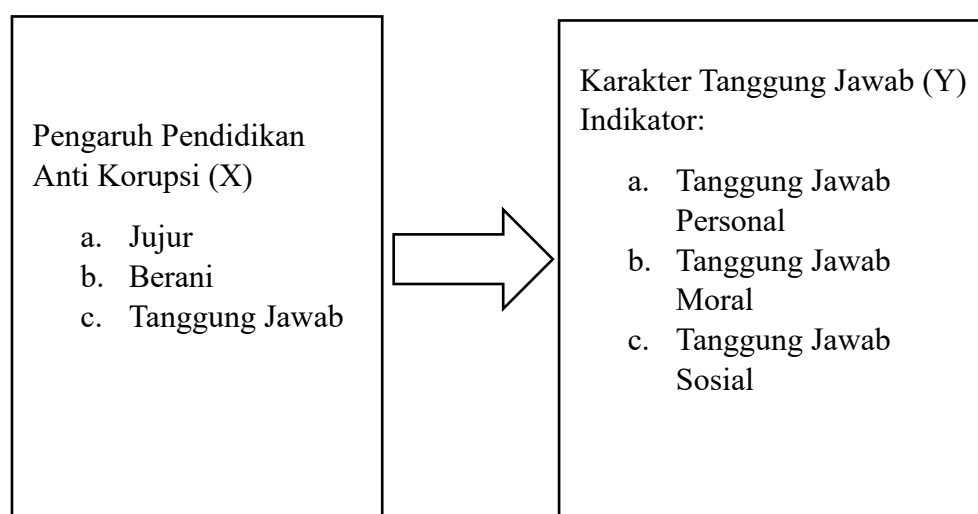 Pengaruh Pendidikan
Anti Korupsi (X)
a. Jujur
b. Berani
c. Tanggung Jawab
Karakter Tanggung Jawab (Y)
Indikator:
a. Tanggung Jawab
Personal
b. Tanggung Jawab
Moral
c. Tanggung Jawab
Sosial